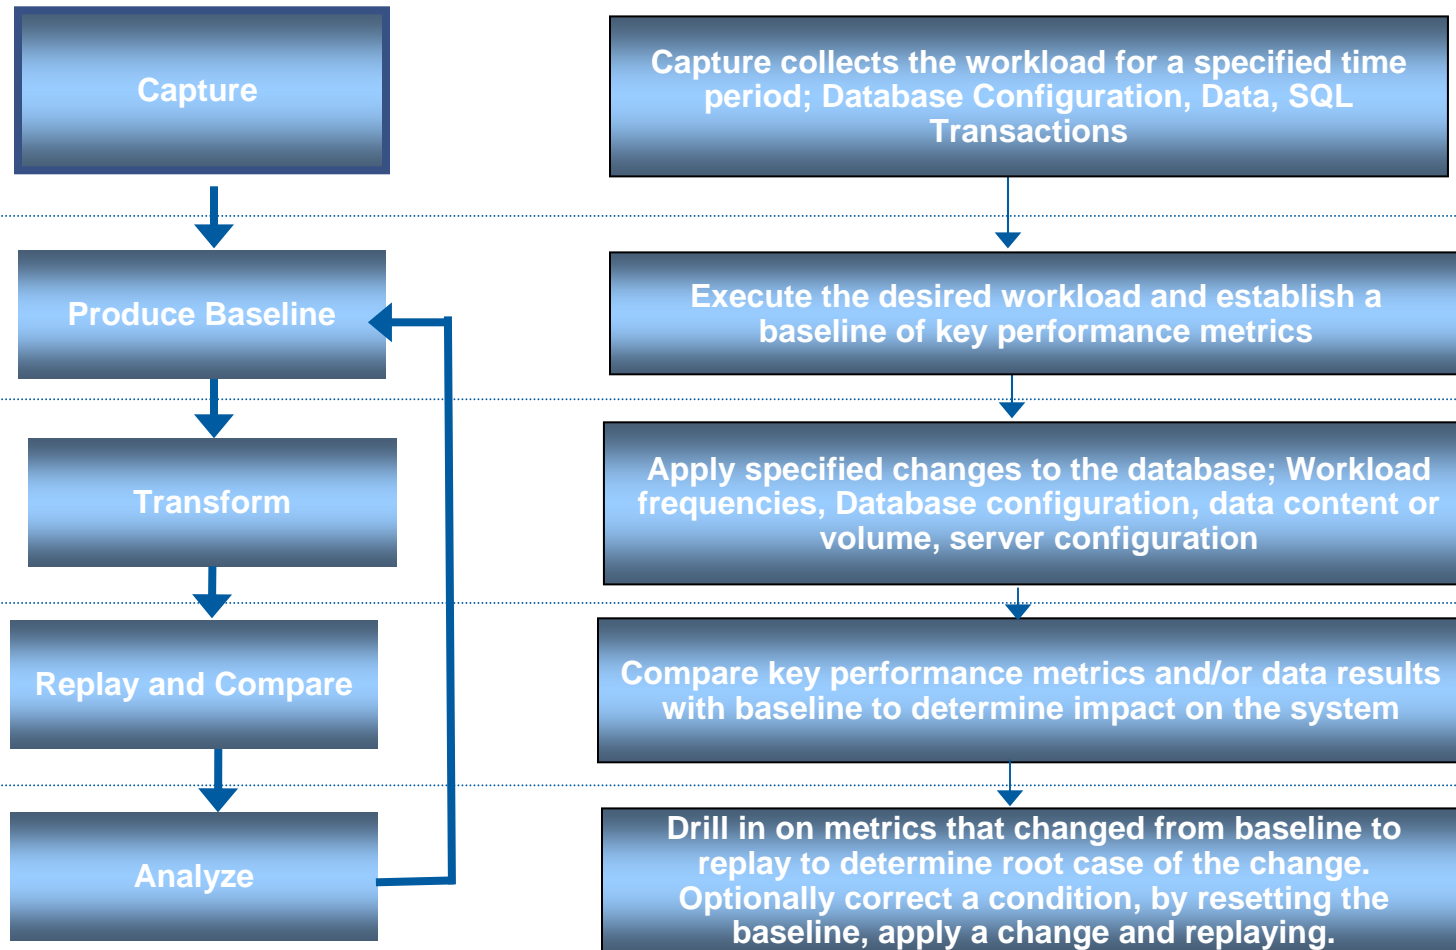 Capture
Capture collects the workload for a specified time
period; Database Configuration, Data, SQL
Transactions
Produce Baseline
Execute the desired workload and establish a
baseline of key performance metrics
Transform
Apply specified changes to the database; Workload
frequencies, Database configuration, data content or
volume, server configuration
Replay and Compare
Compare key performance metrics and/or data results
with baseline to determine impact on the system
Analyze
Drill in on metrics that changed from baseline to
replay to determine root case of the change.
Optionally correct a condition, by resetting the
baseline, apply a change and replaying.